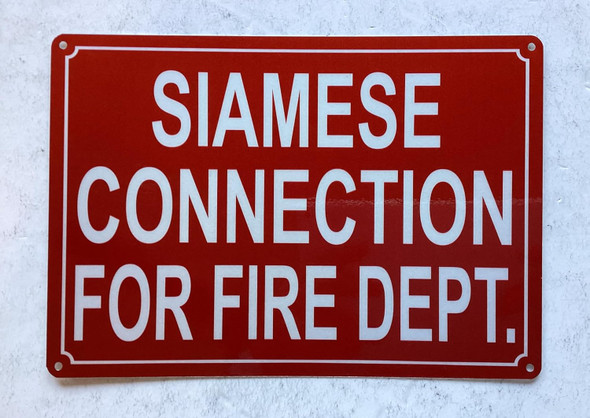 SIAMESE
CONNECTION
FOR FIRE DEPT.